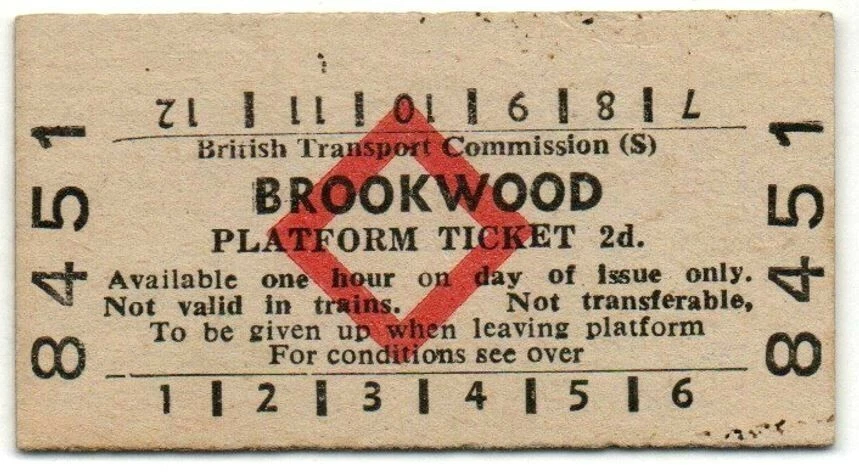 12 | 11 | 10 | 9 | 8 | 7
British Transport Commission (S)
BROOKWOOD
PLATFORM TICKET 2d.
Available one hour on day of issue only.
Not valid in trains. Not transferable,
To be given up when leaving platform
For conditions see over
1 | 2 | 3 | 4 | 5 | 6
8451
8451